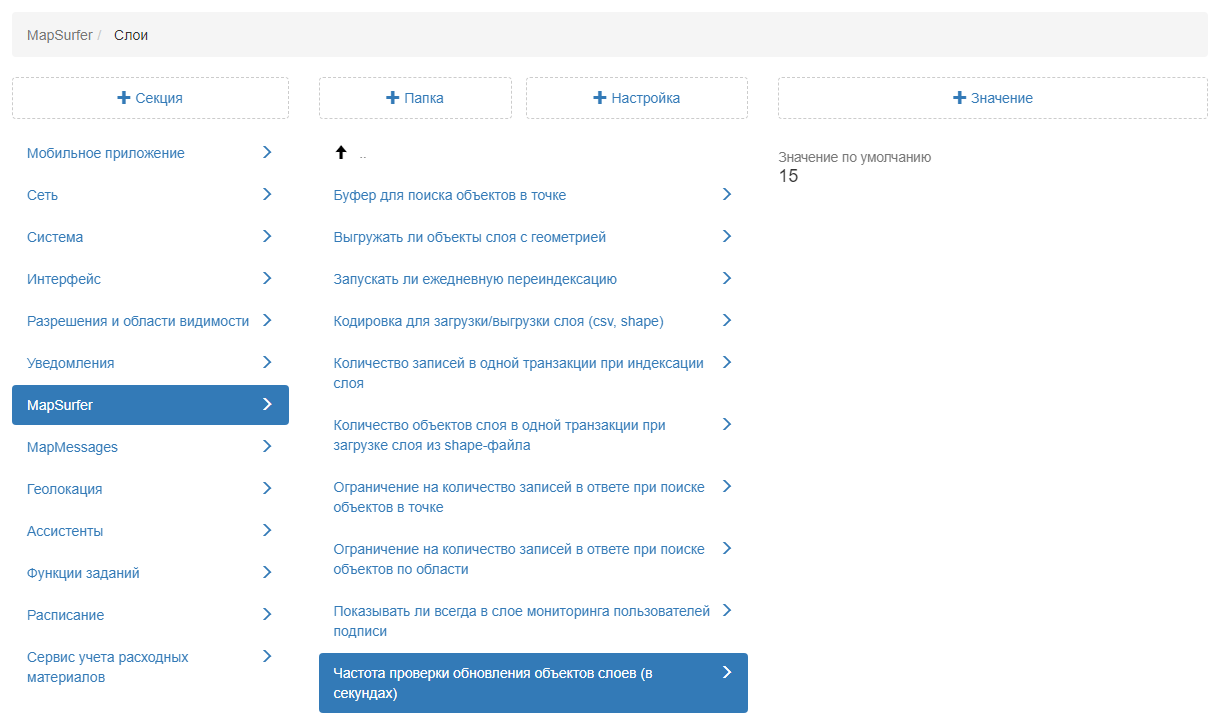 MapSurfer / Слои
Секция
Папка
Настройка
Значение
Мобильное приложение
Сеть
Система
Интерфейс
Разрешения и области видимости
Уведомления
MapSurfer
MapMessages
Геолокация
Ассистенты
Функции заданий
Расписание
Сервис учета расходных
материалов
..
Буфер для поиска объектов в точке
Выгружать ли объекты слоя с геометрией
Запускать ли ежедневную переиндексацию
Кодировка для загрузки/выгрузки слоя (csv, shape)
Количество записей в одной транзакции при индексации
слоя
Количество объектов слоя в одной транзакции при
загрузке слоя из shape-файла
Ограничение на количество записей в ответе при поиске
объектов в точке
Ограничение на количество записей в ответе при поиске
объектов по области
Показывать ли всегда в слое мониторинга пользователей
подписи
Частота проверки обновления объектов слоев (в
секундах)
Значение по умолчанию
15